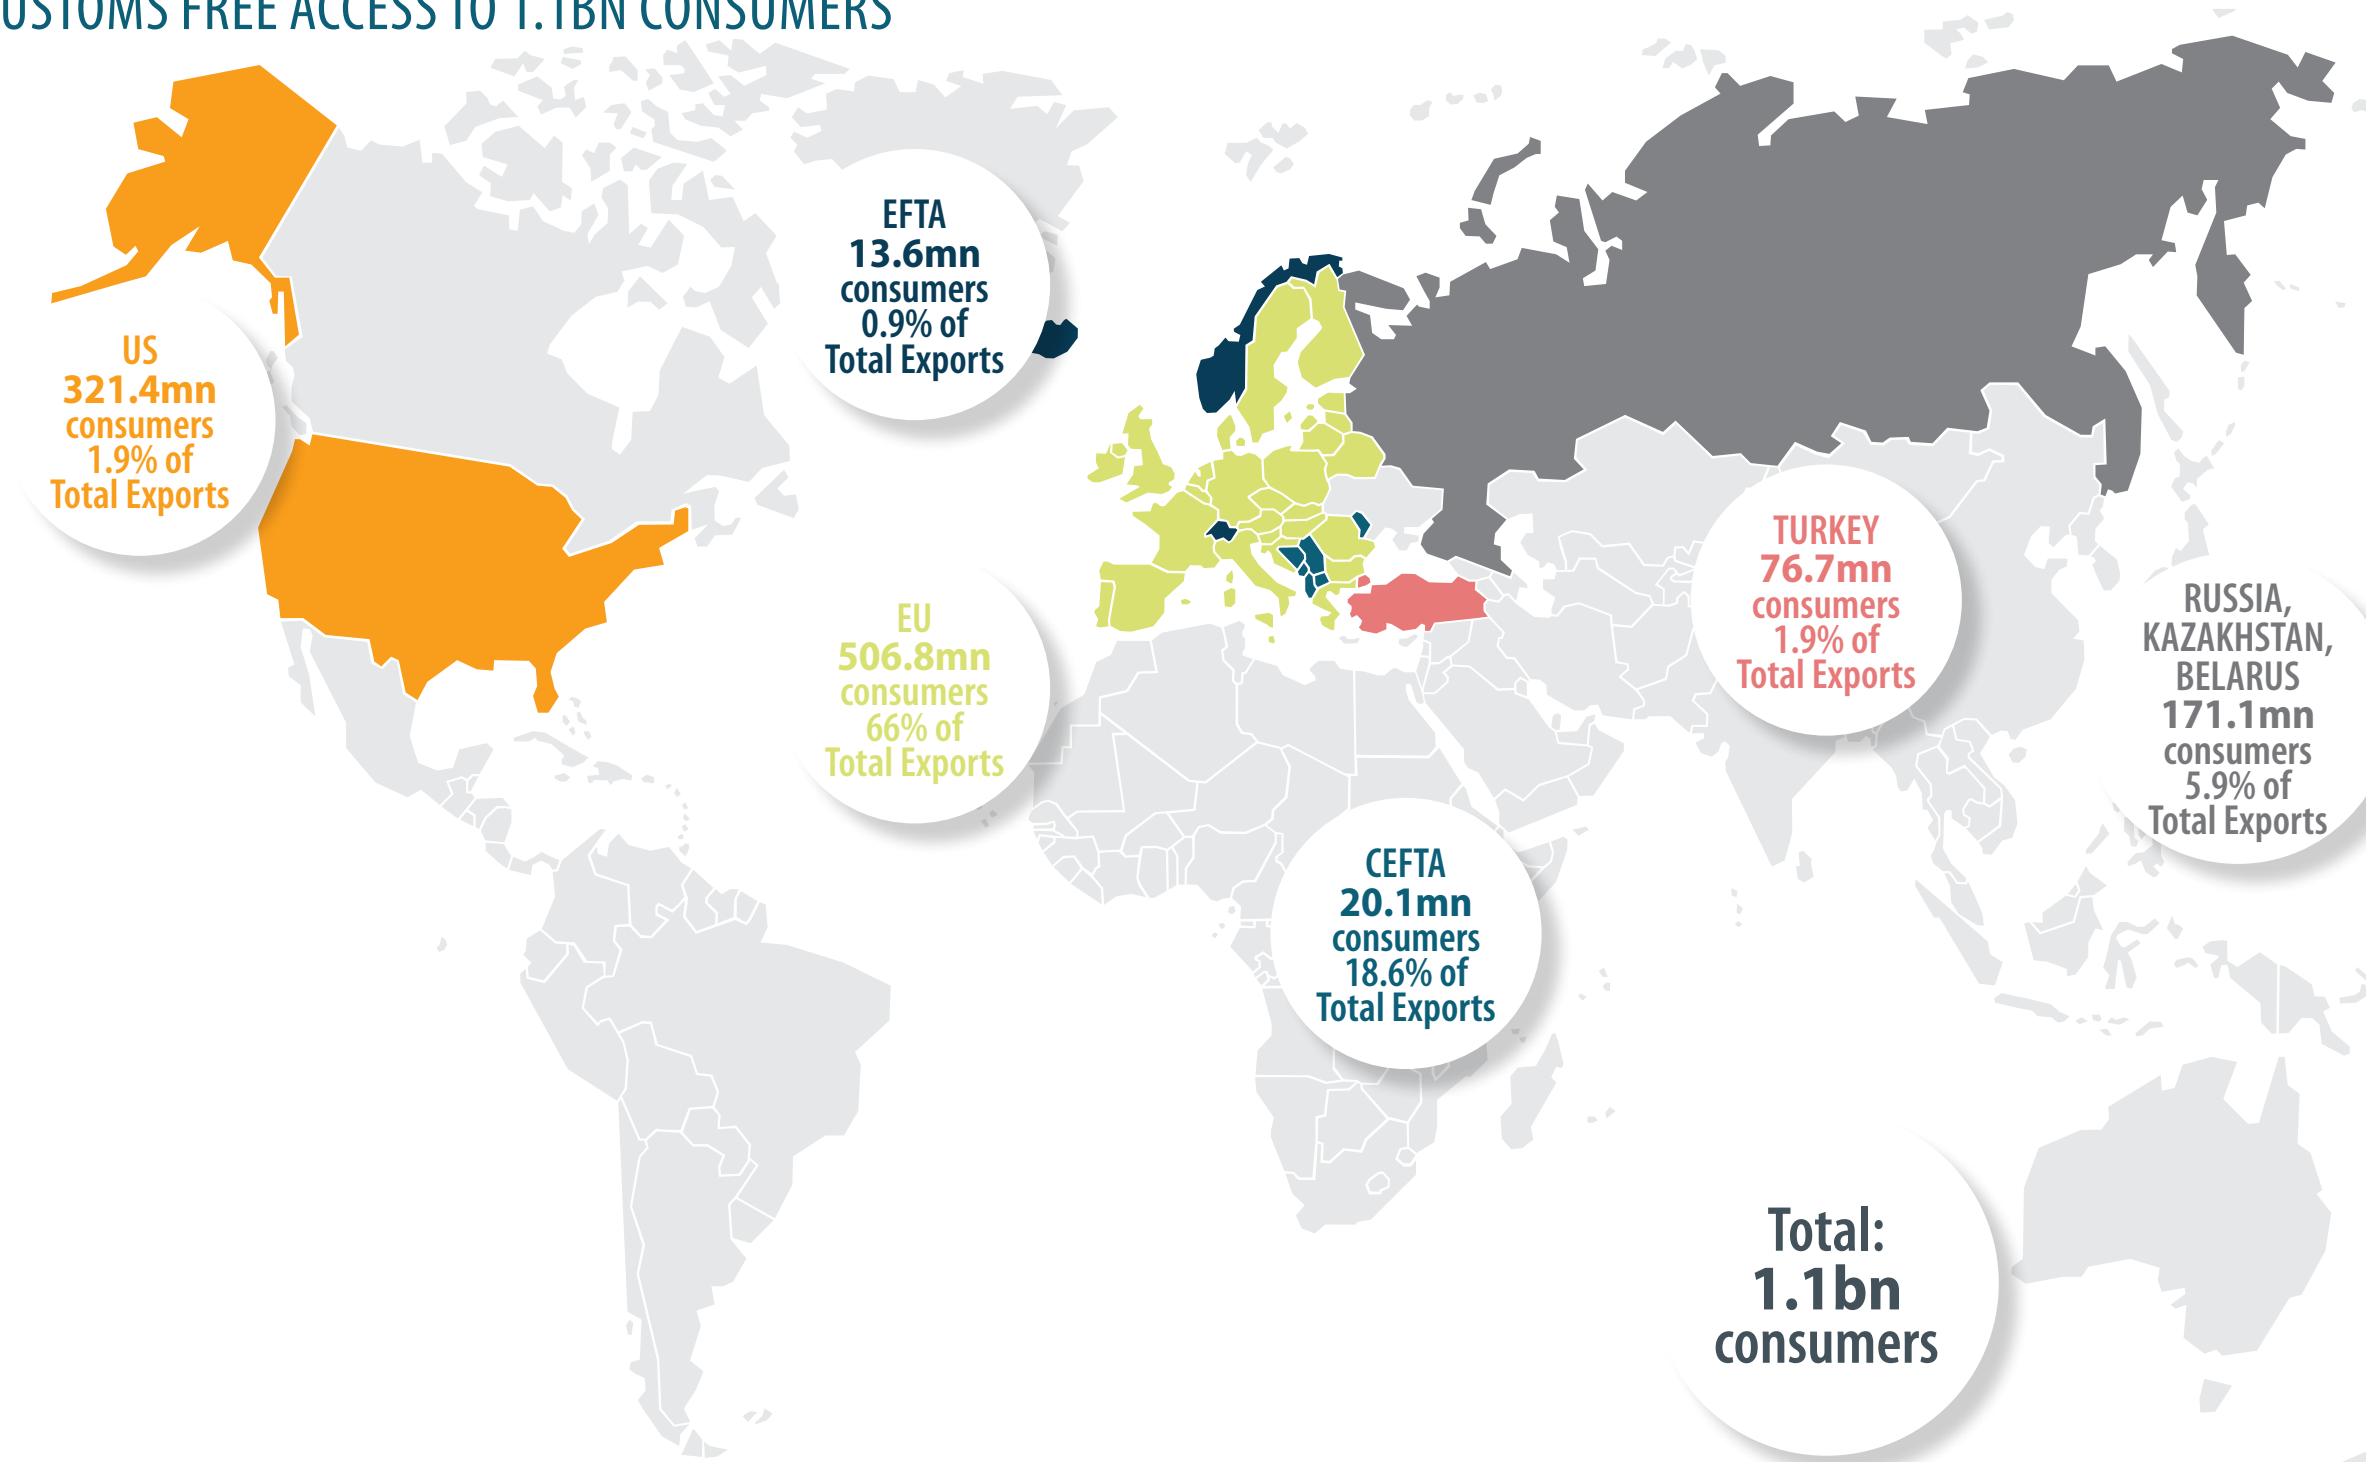 USTOMS FREE ACCESS TO 1.1BN CONSUMERS
EFTA
13.6mn
consumers
0.9% of
Total Exports
US
321.4mn
consumers
1.9% of
Total Exports
TURKEY
76.7mn
consumers
1.9% of
Total Exports
RUSSIA,
KAZAKHSTAN,
BELARUS
171.1mn
consumers
5.9% of
Total Exports
EU
506.8mn
consumers
66% of
Total Exports
CEFTA
20.1mn
consumers
18.6% of
Total Exports
Total:
1.1bn
consumers